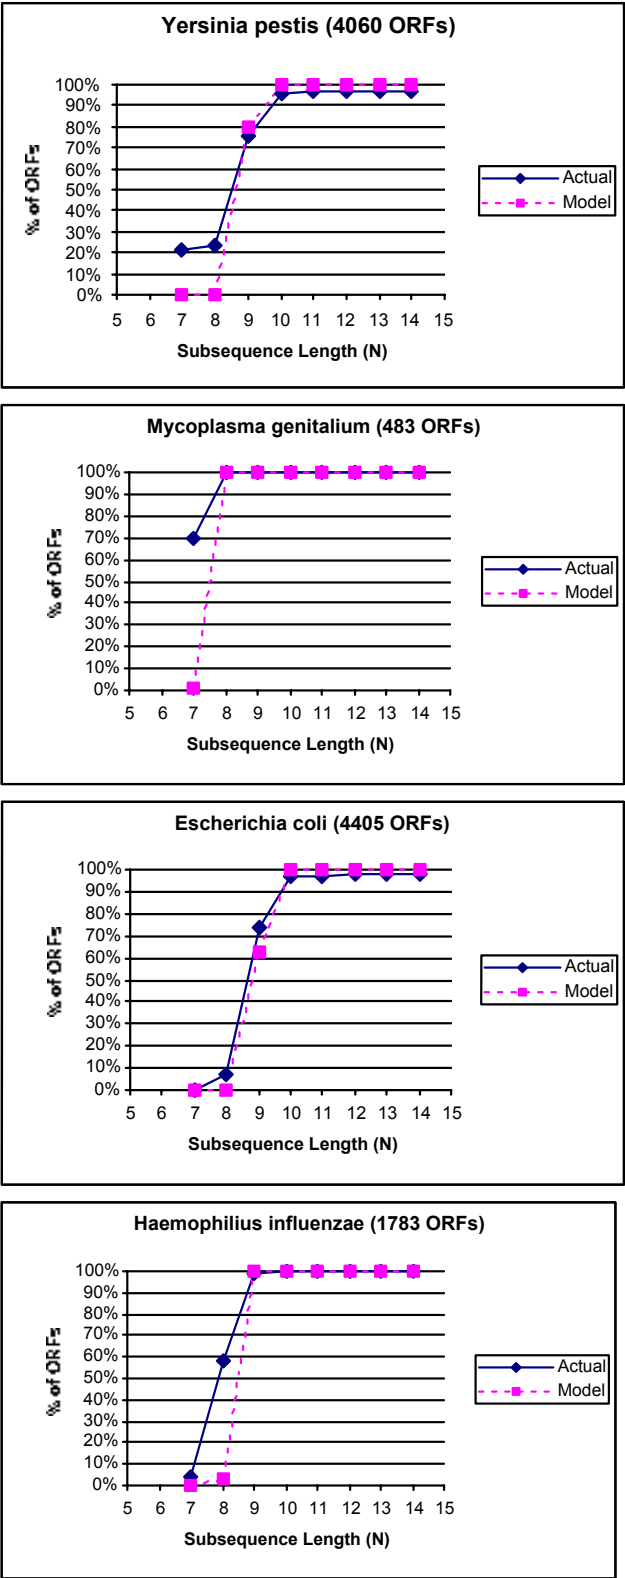 Yersinia pestis (4060 ORFs)
100%
90%
80%
70%
60%
50%
40%
30%
20%
10%
0%
% of ORFs
5 6 7 8 9 10 11 12 13 14 15
Subsequence Length (N)
Actual
Model
Mycoplasma genitalium (483 ORFs)
100%
90%
80%
70%
60%
50%
40%
30%
20%
10%
0%
% of ORFs
5 6 7 8 9 10 11 12 13 14 15
Subsequence Length (N)
Actual
Model
Escherichia coli (4405 ORFs)
100%
90%
80%
70%
60%
50%
40%
30%
20%
10%
0%
% of ORFs
5 6 7 8 9 10 11 12 13 14 15
Subsequence Length (N)
Actual
Model
Haemophilius influenzae (1783 ORFs)
100%
90%
80%
70%
60%
50%
40%
30%
20%
10%
0%
% of ORFs
5 6 7 8 9 10 11 12 13 14 15
Subsequence Length (N)
Actual
Model